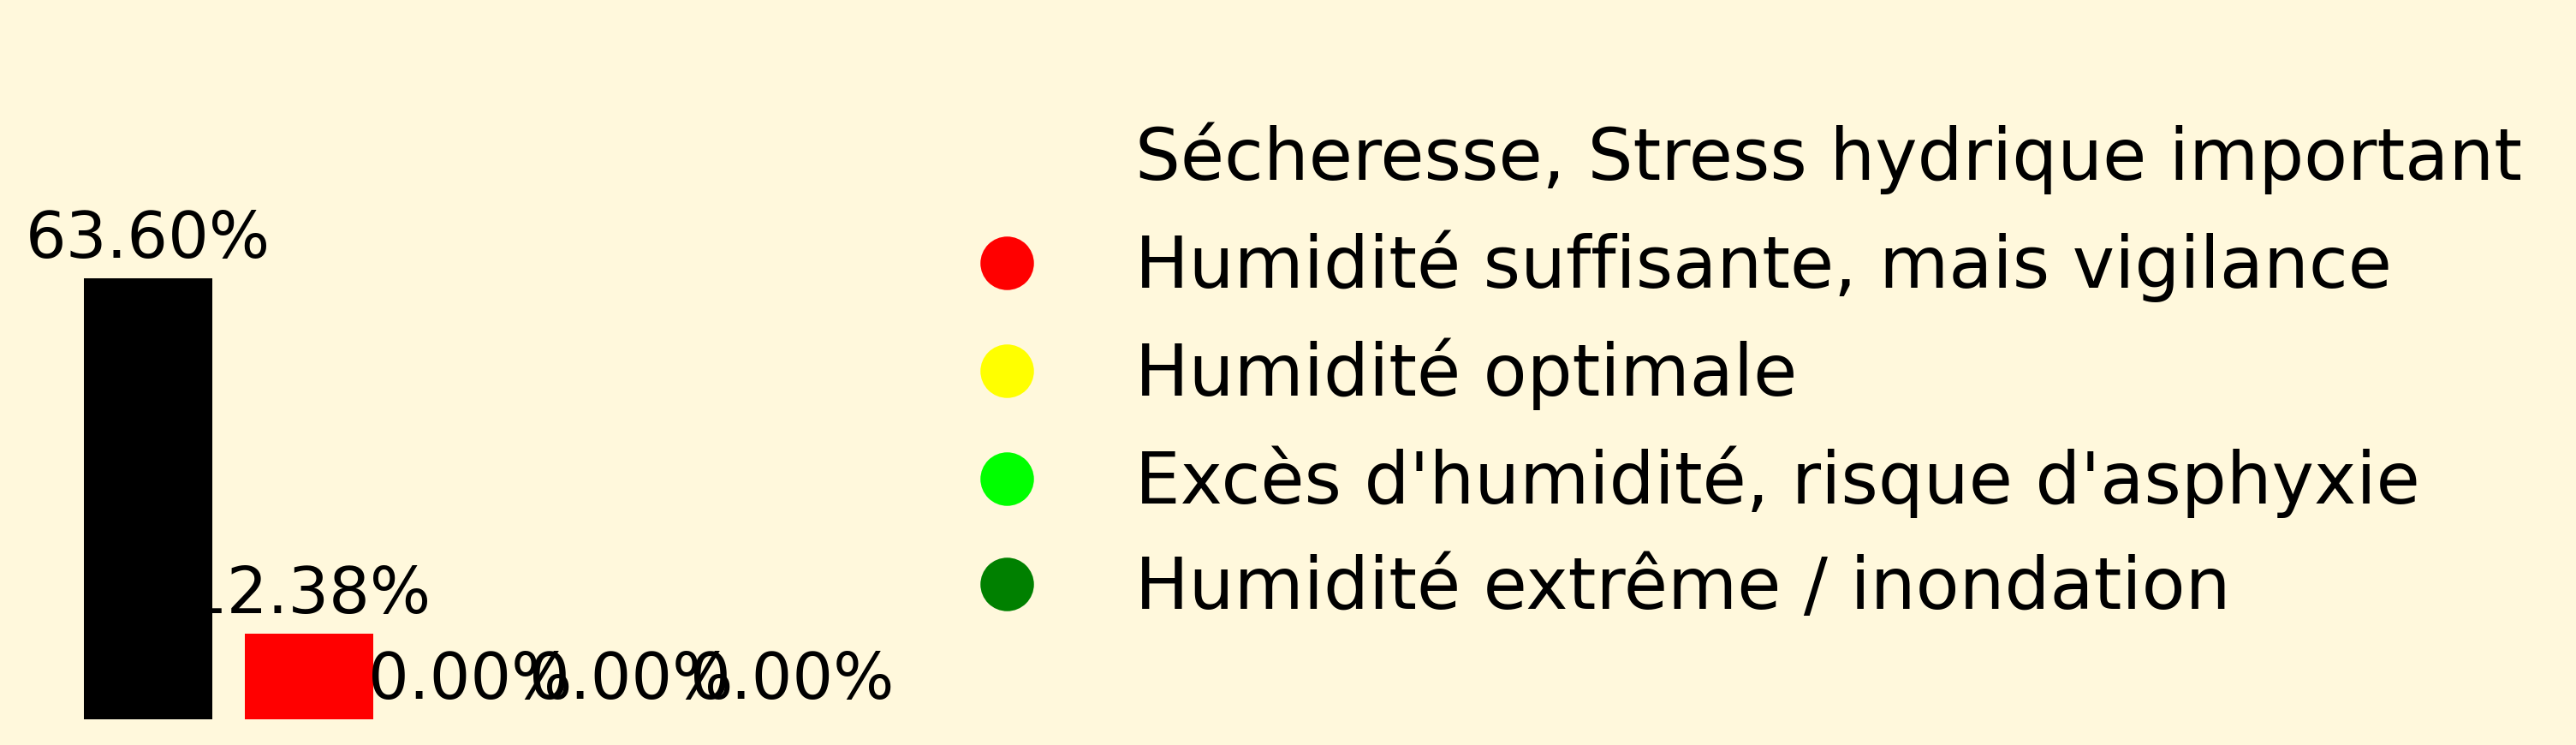 Sécheresse, Stress hydrique important
63.60%
Humidité suffisante, mais vigilance
Humidité optimale
Excès d'humidité, risque d'asphyxie
12.38%
Humidité extrême / inondation
0.00% 0.00% 0.00%